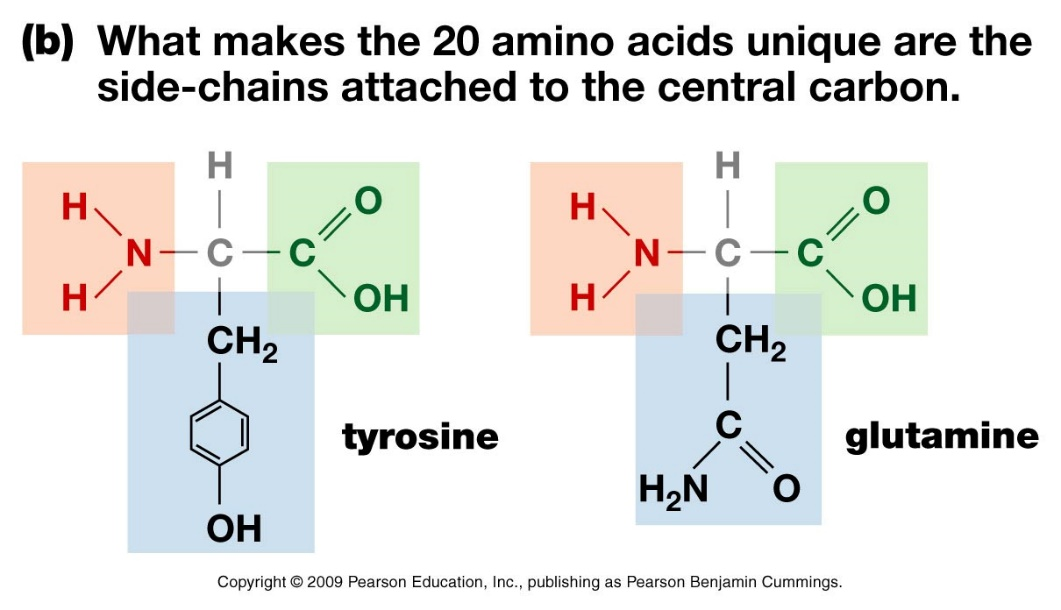 (b) What makes the 20 amino acids unique are the
side-chains attached to the central carbon.
H
H
O
N
C
C
H
OH
CH₂
OH
tyrosine
H
H
O
N
C
C
H
OH
CH₂
C
H₂N
O
glutamine
Copyright © 2009 Pearson Education, Inc., publishing as Pearson Benjamin Cummings.